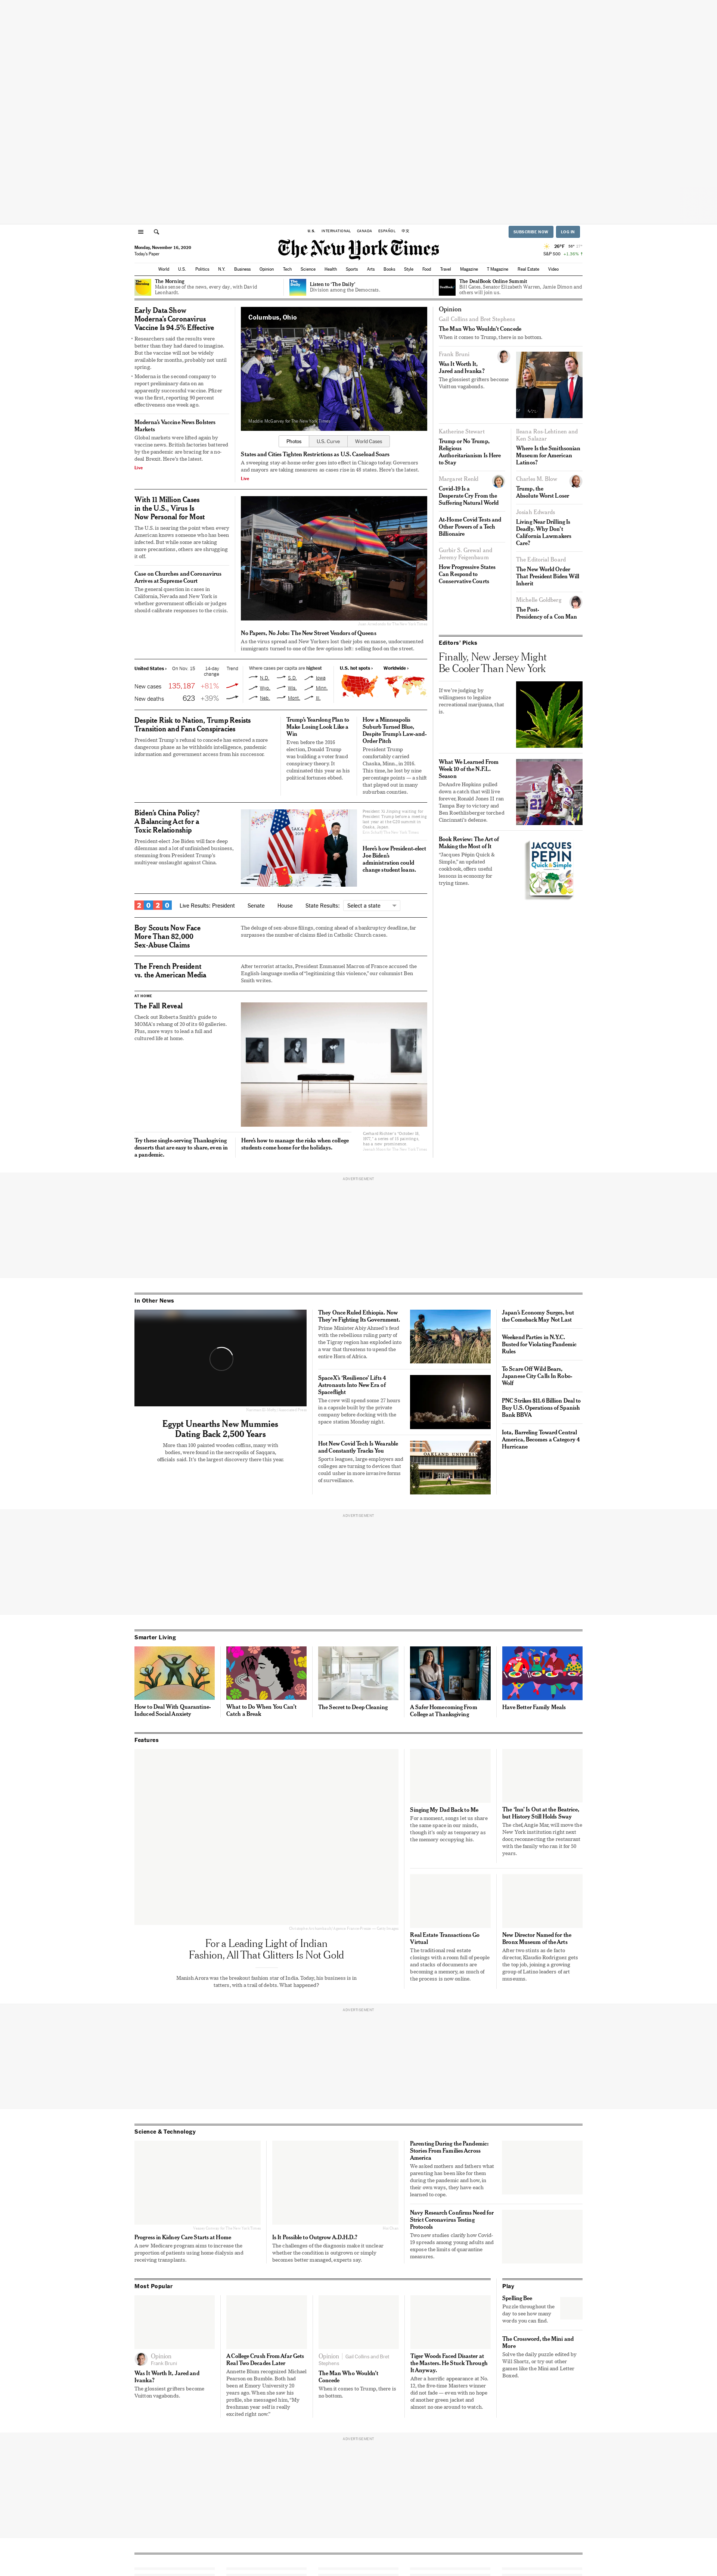 U.S. INTERNATIONAL CANADA ESPAÑOL 中文
SUBSCRIBE NOW LOG IN
Monday, November 16, 2020
Today's Paper
The New York Times
S&P 500
World U.S. Politics N.Y. Business Opinion Tech Science Health Sports Arts Books Style Food Travel Magazine T Magazine Real Estate Video
The Morning
Make sense of the news, every day, with David
Leonhardt.
Listen to 'The Daily'
Division among the Democrats.
The DealBook Online Summit
Bill Gates, Senator Elizabeth Warren, Jamie Dimon and
others will join us.
Early Data Show
Moderna's Coronavirus
Vaccine Is 94.5% Effective
Researchers said the results were
better than they had dared to imagine.
But the vaccine will not be widely
available for months, probably not until
spring.
Moderna is the second company to
report preliminary data on an
apparently successful vaccine. Pfizer
was the first, reporting 90 percent
effectiveness one week ago.
Moderna's Vaccine News Bolsters
Markets
Global markets were lifted again by
vaccine news. British factories battered
by the pandemic are bracing for a no-
deal Brexit. Here's the latest.
Live
Columbus, Ohio
Maddie McGarvey for The New York Times
Photos U.S. Curve World Cases
States and Cities Tighten Restrictions as U.S. Caseload Soars
A sweeping stay-at-home order goes into effect in Chicago today. Governors
and mayors are taking measures as cases rise in 48 states. Here's the latest.
Live
With 11 Million Cases
in the U.S., Virus Is
Now Personal for Most
The U.S. is nearing the point when every
American knows someone who has been
infected. But while some are taking
more precautions, others are shrugging
it off.
Case on Churches and Coronavirus
Arrives at Supreme Court
The general question in cases in
California, Nevada and New York is
whether government officials or judges
should calibrate responses to the crisis.
No Papers, No Jobs: The New Street Vendors of Queens
As the virus spread and New Yorkers lost their jobs en masse, undocumented
immigrants turned to one of the few options left: selling food on the street.
United States › On Nov. 15 14-day change Trend
New cases 135,187 +81%
New deaths 623 +39%
Where cases per capita are highest
N.D. S.D. Iowa
Wyo. Wis. Minn.
Neb. Mont. Ill.
U.S. hot spots › Worldwide ›
Despite Risk to Nation, Trump Resists
Transition and Fans Conspiracies
President Trump's refusal to concede has entered a more
dangerous phase as he withholds intelligence, pandemic
information and government access from his successor.
Trump's Yearslong Plan to
Make Losing Look Like a
Win
Even before the 2016
election, Donald Trump
was building a voter fraud
conspiracy theory. It
culminated this year as his
political fortunes ebbed.
How a Minneapolis
Suburb Turned Blue,
Despite Trump's Law-and-
Order Pitch
President Trump
comfortably carried
Chaska, Minn., in 2016.
This time, he lost by nine
percentage points — a shift
that played out in many
suburban counties.
Biden's China Policy?
A Balancing Act for a
Toxic Relationship
President-elect Joe Biden will face deep
dilemmas and a lot of unfinished business,
stemming from President Trump's
multiyear onslaught against China.
President Xi Jinping waiting for
President Trump before a meeting
last year at the G20 summit in
Osaka, Japan.
Here's how President-elect
Joe Biden's
administration could
change student loans.
2020 Live Results: President Senate House State Results: Select a state
Boy Scouts Now Face
More Than 82,000
Sex-Abuse Claims
The deluge of sex-abuse filings, coming ahead of a bankruptcy deadline, far
surpasses the number of claims filed in Catholic Church cases.
The French President
vs. the American Media
After terrorist attacks, President Emmanuel Macron of France accused the
English-language media of "legitimizing this violence," our columnist Ben
Smith writes.
AT HOME
The Fall Reveal
Check out Roberta Smith's guide to
MOMA's rehang of 20 of its 60 galleries.
Plus, more ways to lead a full and
cultured life at home.
Try these single-serving Thanksgiving
desserts that are easy to share, even in
a pandemic.
Here's how to manage the risks when college
students come home for the holidays.
Opinion
Gail Collins and Bret Stephens
The Man Who Wouldn't Concede
When it comes to Trump, there is no bottom.
Frank Bruni
Was It Worth It,
Jared and Ivanka?
The glossiest grifters become
Vuitton vagabonds.
Katherine Stewart
Trump or No Trump,
Religious
Authoritarianism Is Here
to Stay
Ileana Ros-Lehtinen and
Ken Salazar
Where Is the Smithsonian
Museum for American
Latinos?
Margaret Renkl
Covid-19 Is a
Desperate Cry From the
Suffering Natural World
Charles M. Blow
Trump, the
Absolute Worst Loser
At-Home Covid Tests and
Other Powers of a Tech
Billionaire
Josiah Edwards
Living Near Drilling Is
Deadly. Why Don't
California Lawmakers
Care?
Gurbir S. Grewal and
Jeremy Feigenbaum
How Progressive States
Can Respond to
Conservative Courts
The Editorial Board
The New World Order
That President Biden Will
Inherit
Michelle Goldberg
The Post-
Presidency of a Con Man
Editors' Picks
Finally, New Jersey Might
Be Cooler Than New York
If we're judging by
willingness to legalize
recreational marijuana, that
is.
What We Learned From
Week 10 of the N.F.L.
Season
DeAndre Hopkins pulled
down a catch that will live
forever, Ronald Jones II ran
Tampa Bay to victory and
Ben Roethlisberger torched
Cincinnati's defense.
Book Review: The Art of
Making the Most of It
"Jacques Pépin Quick &
Simple," an updated
cookbook, offers useful
lessons in economy for
trying times.
JACQUES
PÉPIN
Quick & Simple
ADVERTISEMENT
In Other News
Egypt Unearths New Mummies
Dating Back 2,500 Years
More than 100 painted wooden coffins, many with
bodies, were found in the necropolis of Saqqara,
officials said. It's the largest discovery there this year.
They Once Ruled Ethiopia. Now
They're Fighting Its Government.
Prime Minister Abiy Ahmed's feud
with the rebellious ruling party of
the Tigray region has exploded into
a war that threatens to upend the
entire Horn of Africa.
SpaceX's 'Resilience' Lifts 4
Astronauts Into New Era of
Spaceflight
The crew will spend some 27 hours
in a capsule built by the private
company before docking with the
space station Monday night.
Hot New Covid Tech Is Wearable
and Constantly Tracks You
Sports leagues, large employers and
colleges are turning to devices that
could usher in more invasive forms
of surveillance.
OAKLAND UNIVERSITY
Japan's Economy Surges, but
the Comeback May Not Last
Weekend Parties in N.Y.C.
Busted for Violating Pandemic
Rules
To Scare Off Wild Bears,
Japanese City Calls In Robo-
Wolf
PNC Strikes $11.6 Billion Deal to
Buy U.S. Operations of Spanish
Bank BBVA
Iota, Barreling Toward Central
America, Becomes a Category 4
Hurricane
ADVERTISEMENT
Smarter Living
How to Deal With Quarantine-
Induced Social Anxiety
What to Do When You Can't
Catch a Break
The Secret to Deep Cleaning
A Safer Homecoming From
College at Thanksgiving
Have Better Family Meals
Features
For a Leading Light of Indian
Fashion, All That Glitters Is Not Gold
Manish Arora was the breakout fashion star of India. Today, his business is in
tatters, with a trail of debts. What happened?
Singing My Dad Back to Me
For a moment, songs let us share
the same space in our minds,
though it's only as temporary as
the memory occupying his.
The 'Inn' Is Out at the Beatrice,
but History Still Holds Sway
The chef, Angie Mar, will move the
New York institution right next
door, reconnecting the restaurant
with the family who ran it for 50
years.
Real Estate Transactions Go
Virtual
The traditional real estate
closings with a room full of people
and stacks of documents are
becoming a memory, as much of
the process is now online.
New Director Named for the
Bronx Museum of the Arts
After two stints as de facto
director, Klaudio Rodriguez gets
the top job, joining a growing
group of Latino leaders of art
museums.
ADVERTISEMENT
Science & Technology
Progress in Kidney Care Starts at Home
A new Medicare program aims to increase the
proportion of patients using home dialysis and
receiving transplants.
Is It Possible to Outgrow A.D.H.D.?
The challenges of the diagnosis make it unclear
whether the condition is outgrown or simply
becomes better managed, experts say.
Parenting During the Pandemic:
Stories From Families Across
America
We asked mothers and fathers what
parenting has been like for them
during the pandemic and how, in
their own ways, they have each
learned to cope.
Navy Research Confirms Need for
Strict Coronavirus Testing
Protocols
Two new studies clarify how Covid-
19 spreads among young adults and
expose the limits of quarantine
measures.
Most Popular
Opinion
Frank Bruni
Was It Worth It, Jared and
Ivanka?
The glossiest grifters become
Vuitton vagabonds.
A College Crush From Afar Gets
Real Two Decades Later
Annette Blum recognized Michael
Pearson on Bumble. Both had
been at Emory University 20
years ago. When she saw his
profile, she messaged him, "My
freshman year self is really
excited right now."
Opinion Gail Collins and Bret
Stephens
The Man Who Wouldn't
Concede
When it comes to Trump, there is
no bottom.
Tiger Woods Faced Disaster at
the Masters. He Stuck Through
It Anyway.
After a horrific appearance at No.
12, the five-time Masters winner
did not fade — even with no hope
of another green jacket and
almost no one around to watch.
Play
Spelling Bee
Puzzle throughout the
day to see how many
words you can find.
The Crossword, the Mini and
More
Solve the daily puzzle edited by
Will Shortz, or try out other
games like the Mini and Letter
Boxed.
ADVERTISEMENT